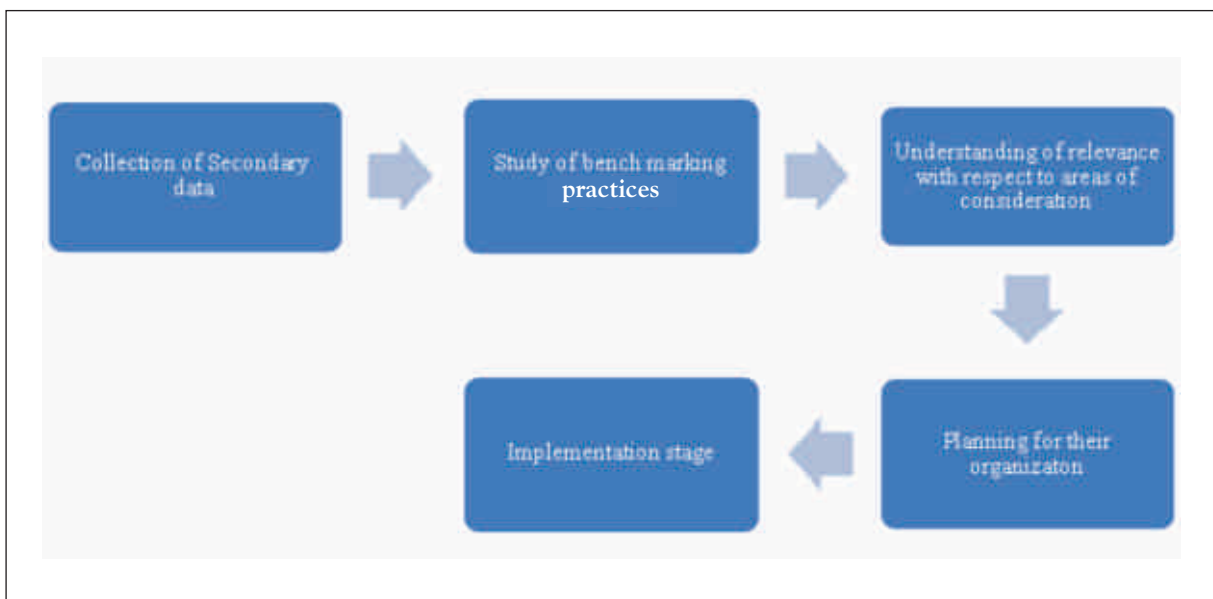 Collection of Secondary
data
Study of bench marking
practices
Understanding of relevance
with respect to areas of
consideration
Planning for their
organizaton
Implementation stage